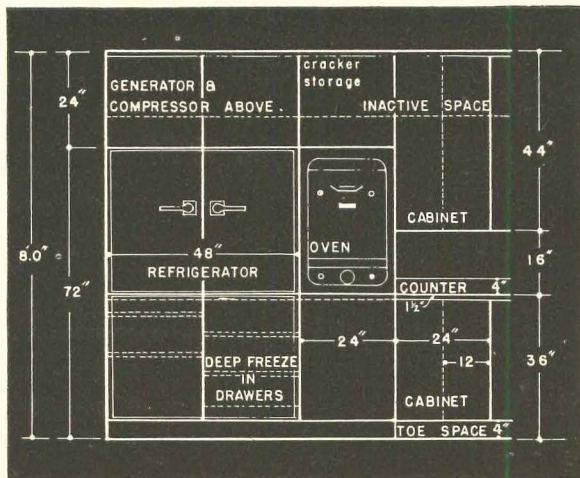 GENERATOR &
COMPRESSOR ABOVE.
cracker
storage
INACTIVE SPACE
24"
44"
CABINET
8'.0"
72"
48"
REFRIGERATOR
OVEN
16"
COUNTER 4"
1½"
24"
24"
12
36"
DEEP FREEZE
IN
DRAWERS
CABINET
TOE SPACE 4"